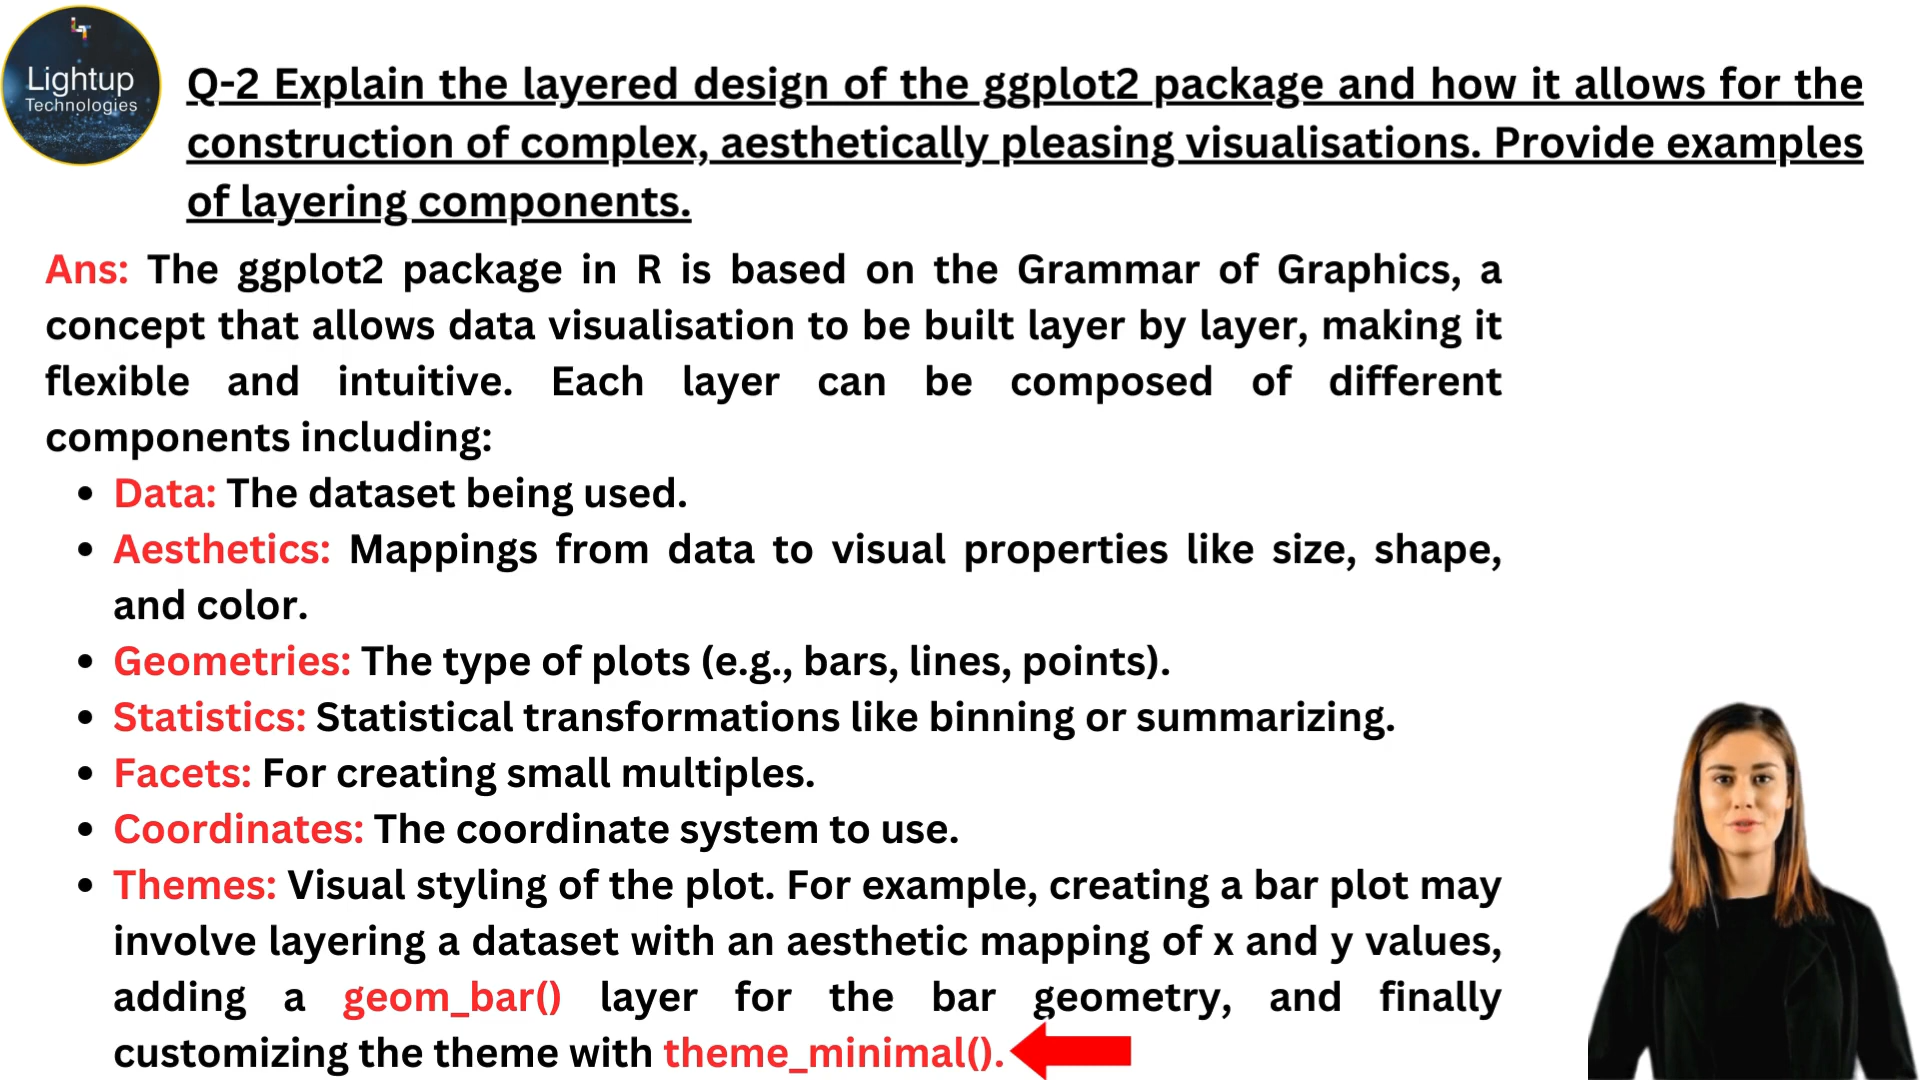 LT
Lightup
Technologies
Q-2 Explain the layered design of the ggplot2 package and how it allows for the
construction of complex, aesthetically pleasing visualisations. Provide examples
of layering components.
Ans: The ggplot2 package in R is based on the Grammar of Graphics, a
concept that allows data visualisation to be built layer by layer, making it
flexible and intuitive. Each layer can be composed of different
components including:
• Data: The dataset being used.
• Aesthetics: Mappings from data to visual properties like size, shape,
and color.
• Geometries: The type of plots (e.g., bars, lines, points).
• Statistics: Statistical transformations like binning or summarizing.
• Facets: For creating small multiples.
• Coordinates: The coordinate system to use.
• Themes: Visual styling of the plot. For example, creating a bar plot may
involve layering a dataset with an aesthetic mapping of x and y values,
adding a geom_bar() layer for the bar geometry, and finally
customizing the theme with theme_minimal().